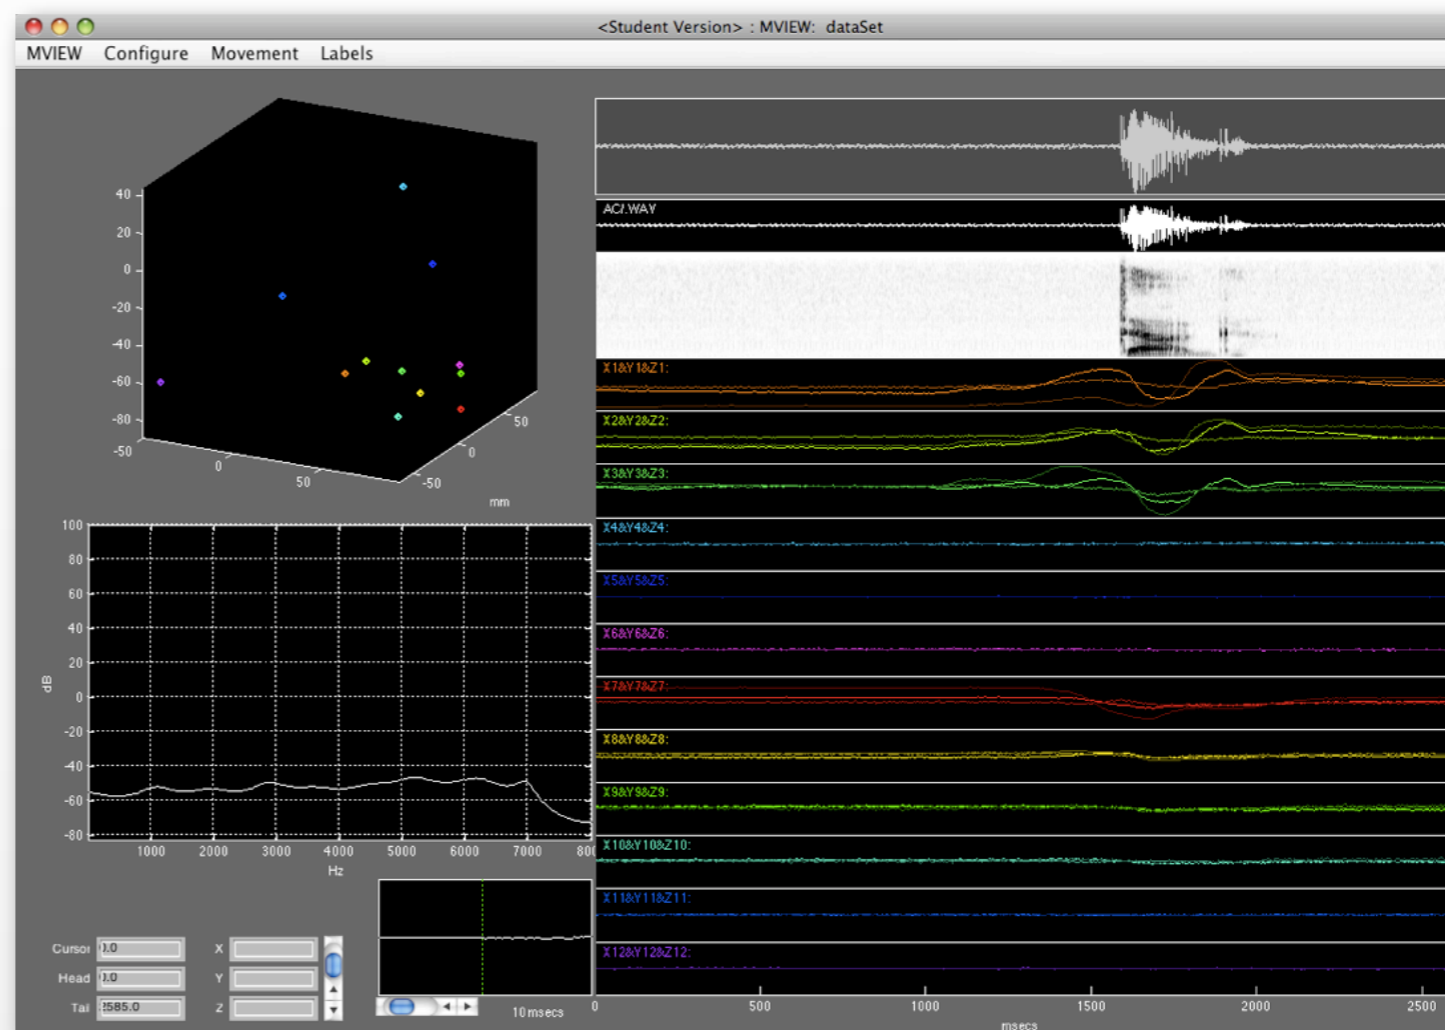 <Student Version> : MVIEW: dataSet
MVIEW Configure Movement Labels
40
20
0
-20
-40
-60
-80
-50
0
50
-50
0
50
mm
100
80
60
40
20
0
-20
-40
-60
-80
dB
1000 2000 3000 4000 5000 6000 7000
Hz
Cursor
Head
Tail
X
Y
Z
10 msecs
X1&Y1&Z1:
X2&Y2&Z2:
X3&Y3&Z3:
X4&Y4&Z4:
X5&Y5&Z5:
X6&Y6&Z6:
X7&Y7&Z7:
X8&Y8&Z8:
X9&Y9&Z9:
X10&Y10&Z10:
X11&Y11&Z11:
X12&Y12&Z12:
0 500 1000 1500 2000 2500
msecs